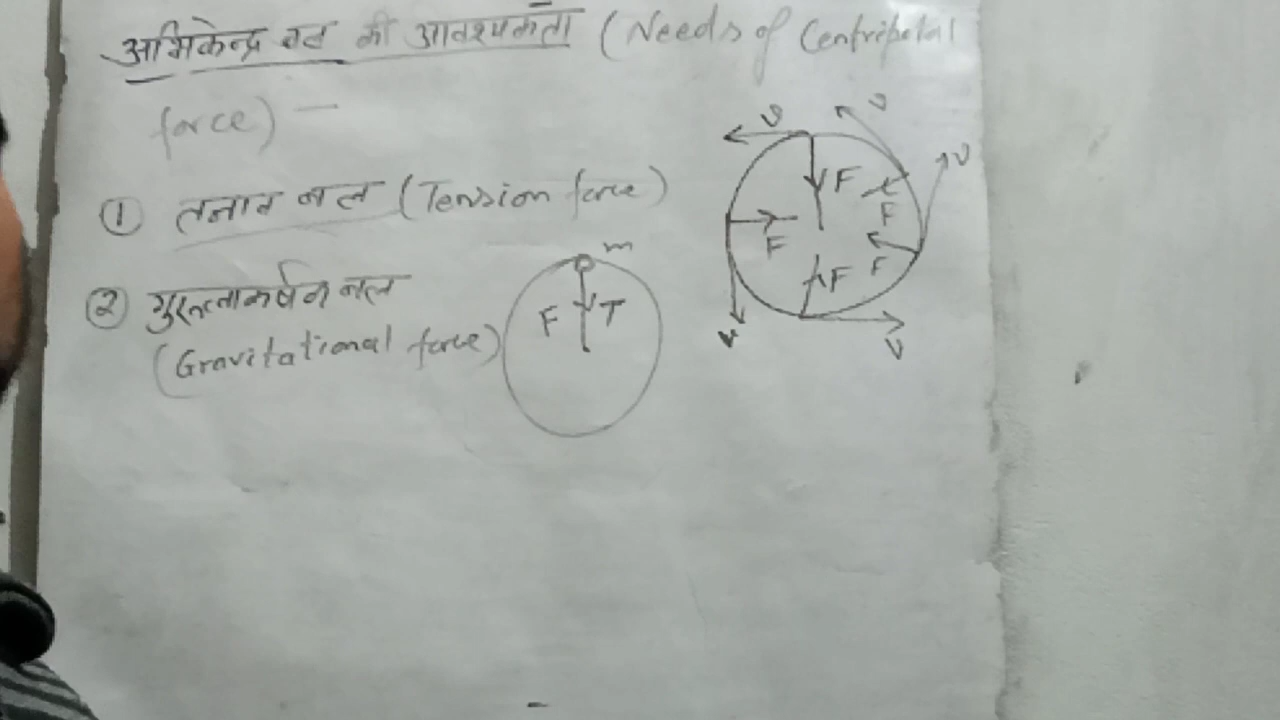 अभिकेन्द्र बल की आवश्यकता (Needs of Centripetal
force) —
① तनाव बल (Tension force)
② गुरुत्वाकर्षण बल
(Gravitational force)
m
F T
v v v
F F
F F F
v v